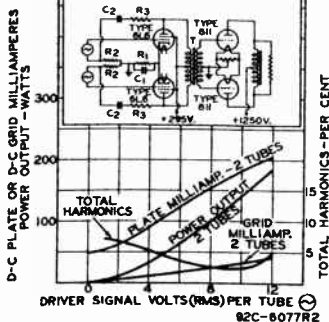 C2 R3
TYPE 6L6
TYPE 811
R2
R1
T
R2
C1
TYPE 6L6
C2 R3
+295V.
TYPE 811
+1250V.
D-C PLATE OR D-C GRID MILLIAMPERES
POWER OUTPUT-WATTS
300
200
100
TOTAL HARMONICS
PLATE MILLIAMP.-2 TUBES
POWER OUTPUT
2 TUBES
GRID
MILLIAMP.
2 TUBES
15
10
5
TOTAL HARMONICS-PER CENT
0 4 8 12
DRIVER SIGNAL VOLTS(RMS) PER TUBE
92C-6077R2